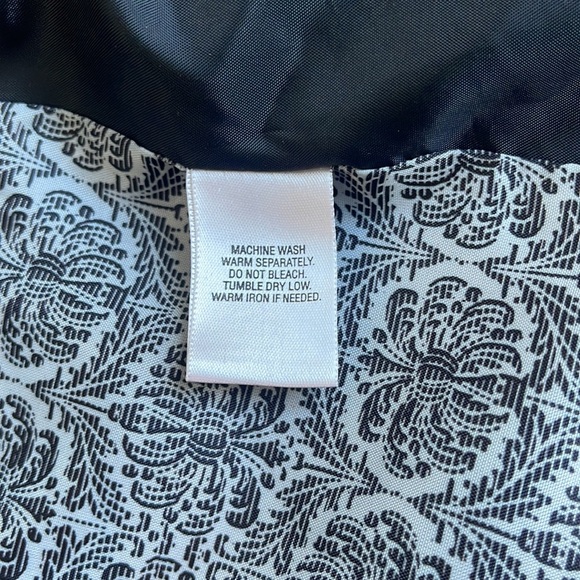 MACHINE WASH
WARM SEPARATELY.
DO NOT BLEACH.
TUMBLE DRY LOW.
WARM IRON IF NEEDED.